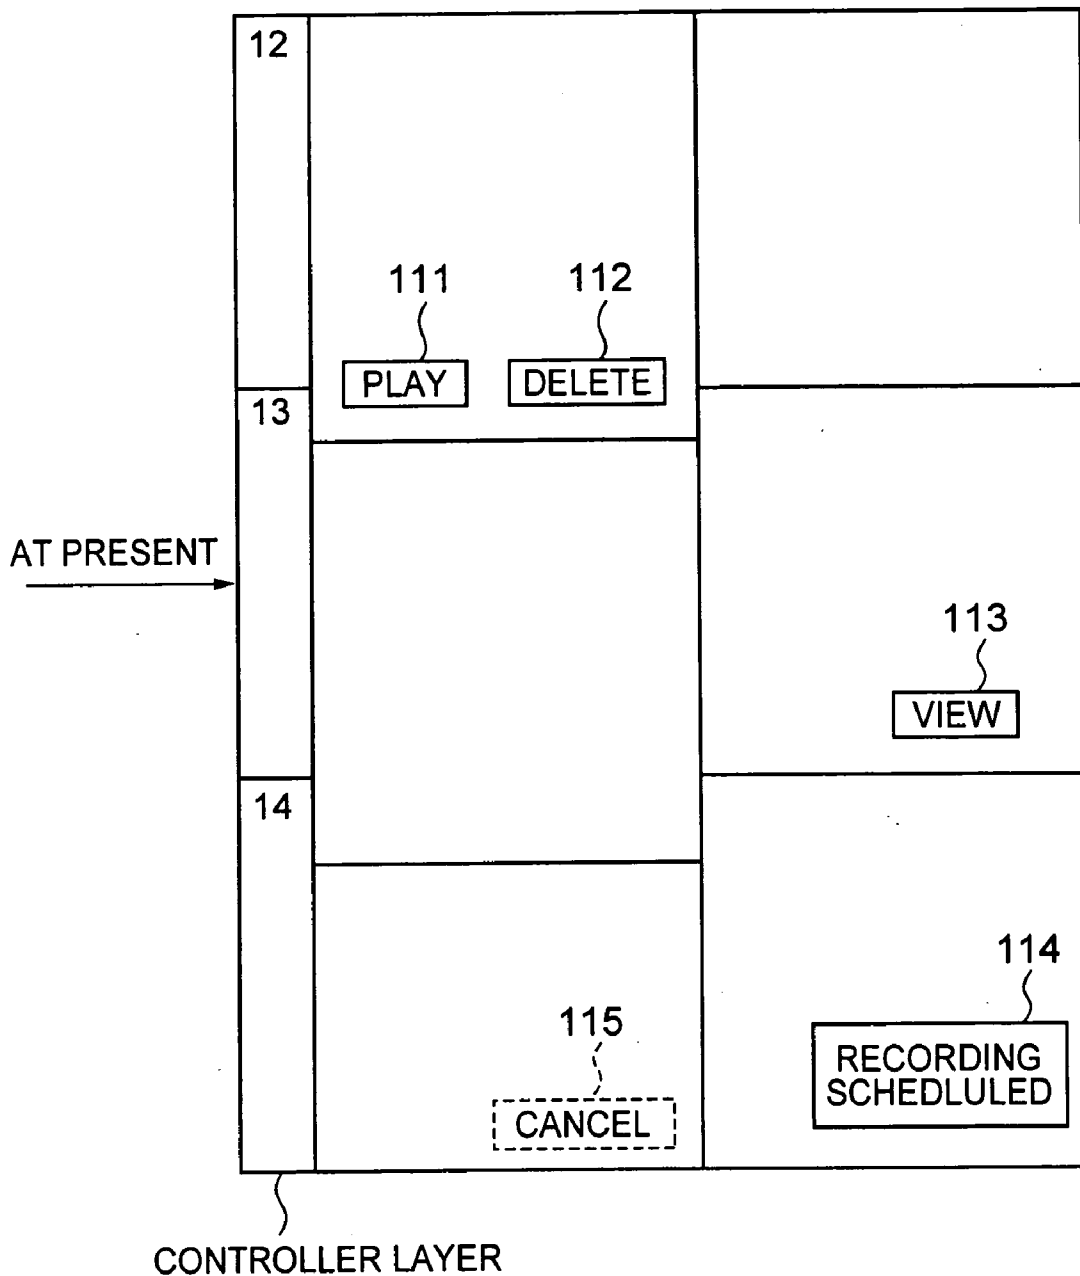 12
111
112
PLAY
DELETE
13
AT PRESENT
113
VIEW
14
114
RECORDING
SCHEDLULED
115
CANCEL
CONTROLLER LAYER